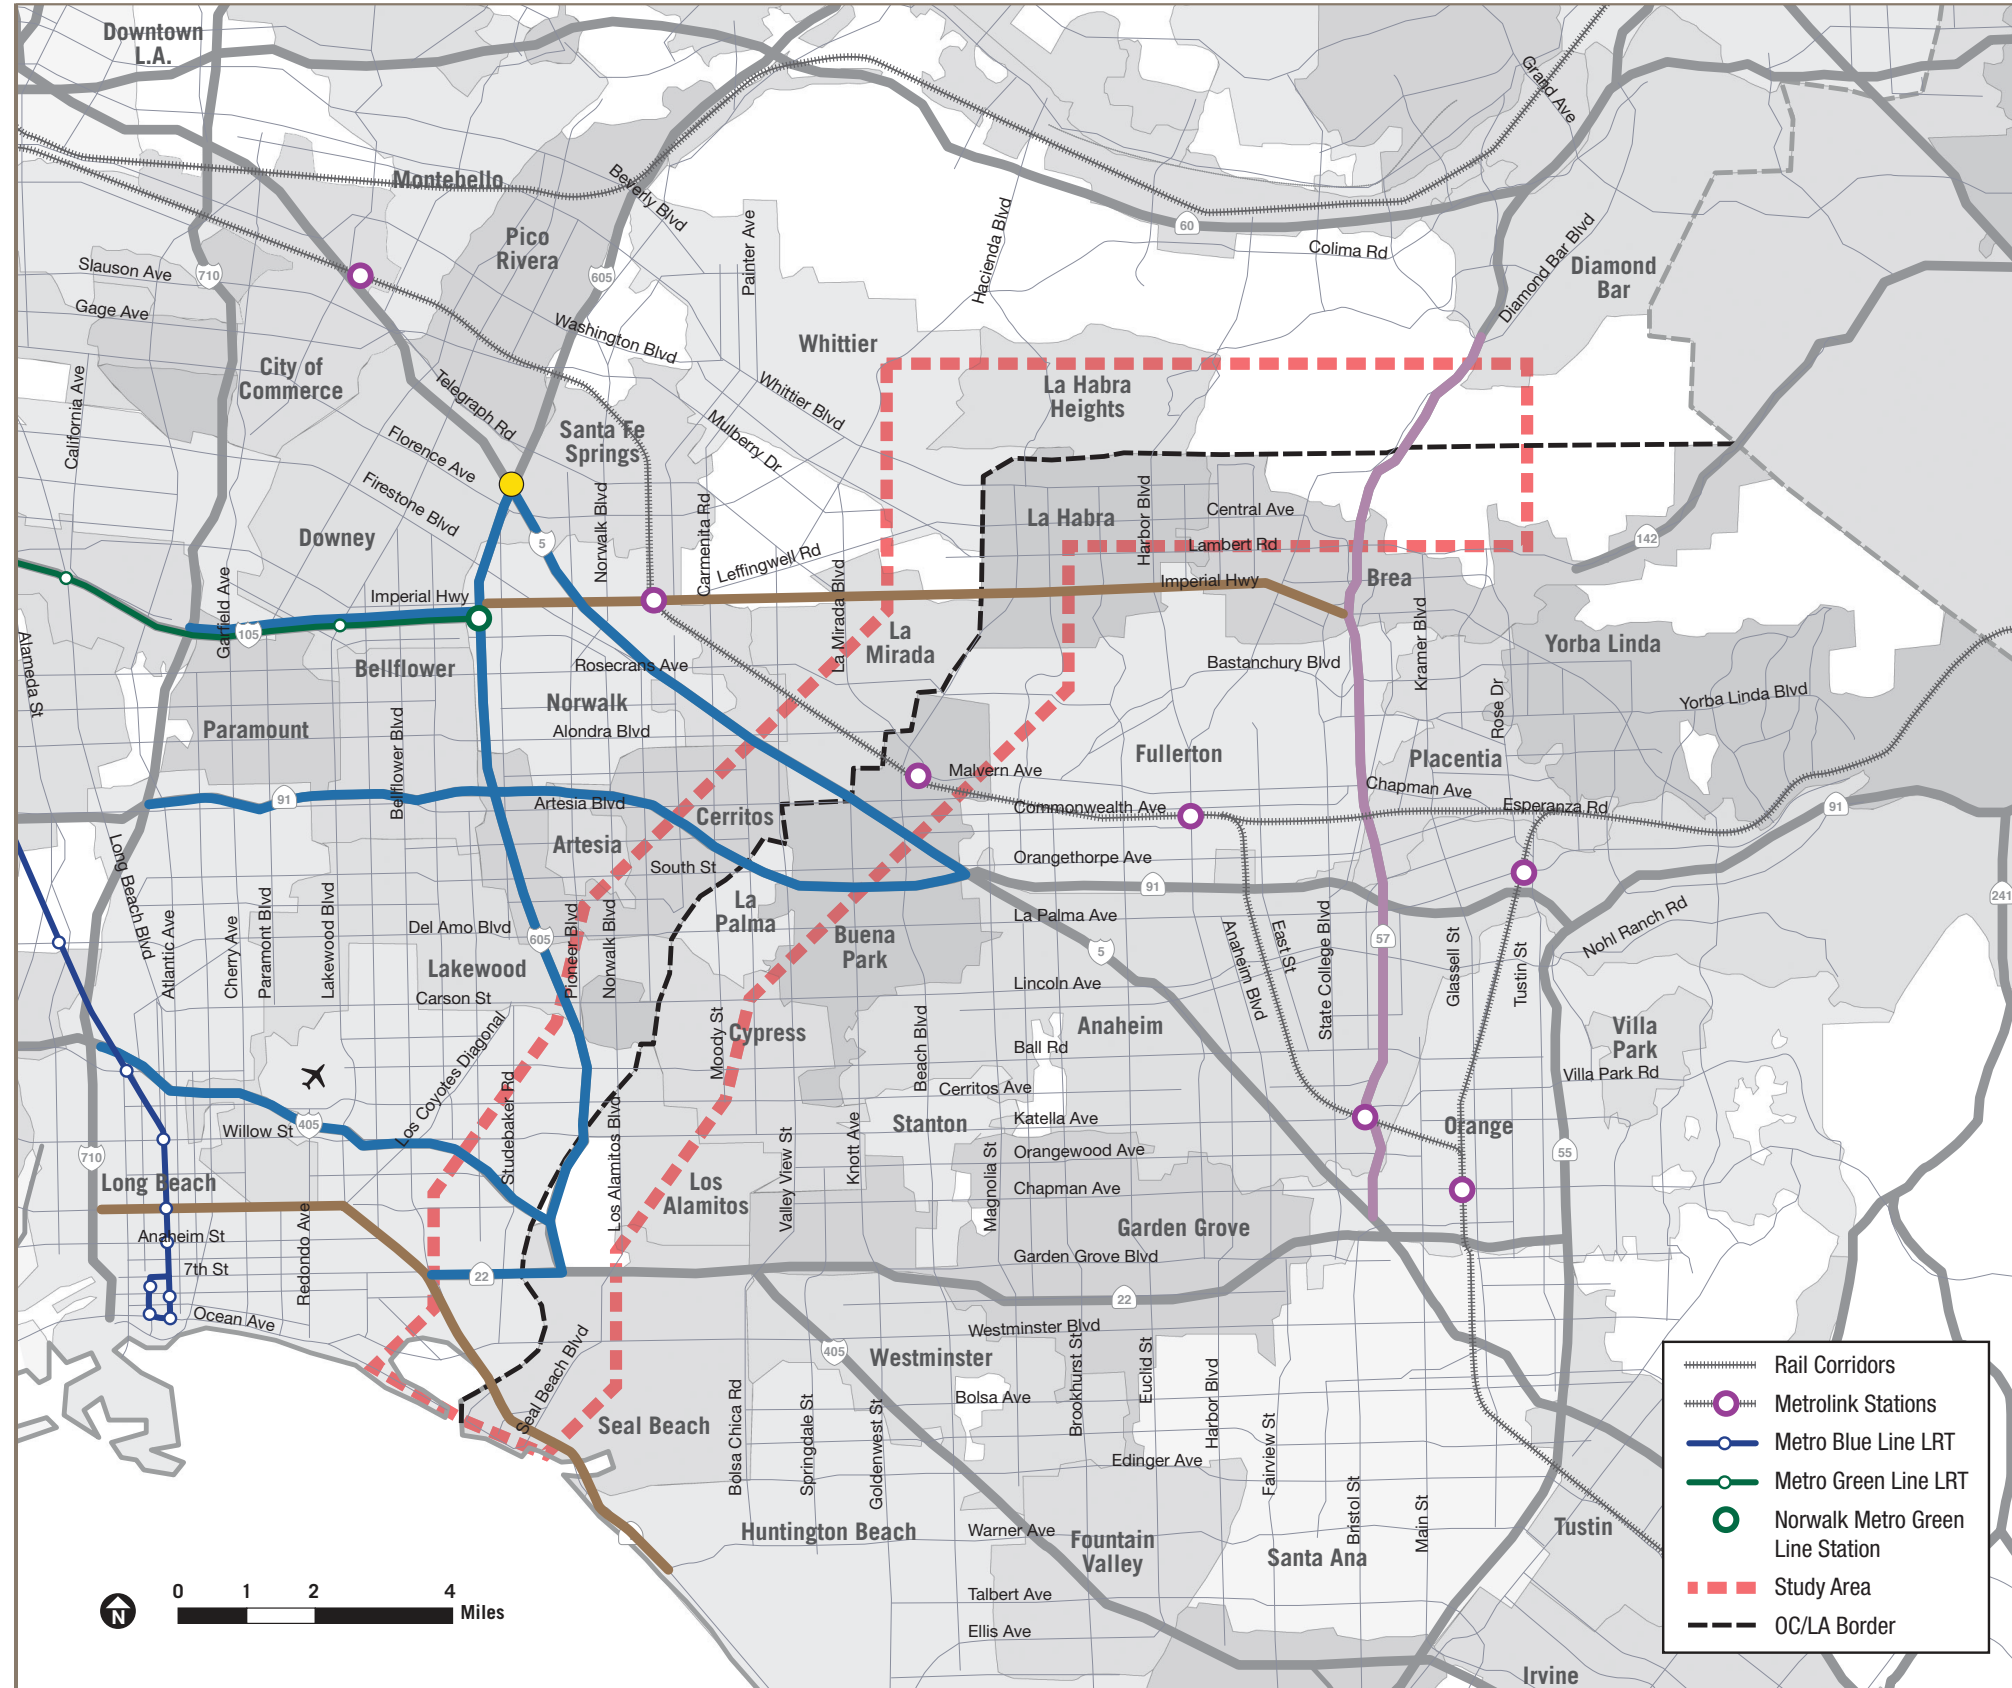 Downtown
L.A.
Montebello
Beverly Blvd
Grand Ave
Pico
Rivera
Painter Ave
Hacienda Blvd
60
Colima Rd
Diamond Bar Blvd
Diamond
Bar
Slauson Ave
710
605
Gage Ave
Washington Blvd
Whittier
City of
Commerce
California Ave
Telegraph Rd
Whittier Blvd
La Habra
Heights
Santa Fe
Springs
Mulberry Dr
Florence Ave
Firestone Blvd
Norwalk Blvd
Carmenita Rd
Harbor Blvd
Central Ave
La Habra
Downey
5
Lambert Rd
142
Leffingwell Rd
La Mirada Blvd
Brea
Imperial Hwy
Imperial Hwy
Garfield Ave
105
Alameda St
La
Mirada
Kramer Blvd
Yorba Linda
Bellflower
Rosecrans Ave
Bastanchury Blvd
Rose Dr
Yorba Linda Blvd
Norwalk
Paramount
Alondra Blvd
Bellflower Blvd
Fullerton
Placentia
Malvern Ave
Chapman Ave
91
Artesia Blvd
Cerritos
Commonwealth Ave
Esperanza Rd
91
Artesia
Long Beach Blvd
South St
Orangethorpe Ave
91
241
La
Palma
Atlantic Ave
Cherry Ave
Paramont Blvd
Lakewood Blvd
Del Amo Blvd
605
Pioneer Blvd
Norwalk Blvd
Buena
Park
La Palma Ave
5
Anaheim Blvd
East St
State College Blvd
57
Glassell St
Tustin St
Nohl Ranch Rd
Lakewood
Carson St
Lincoln Ave
Los Coyotes Diagonal
Moody St
Cypress
Beach Blvd
Anaheim
Ball Rd
Villa
Park
Villa Park Rd
Studebaker Rd
Los Alamitos Blvd
Cerritos Ave
Katella Ave
Stanton
Willow St
405
Knott Ave
Valley View St
Magnolia St
Orangewood Ave
Orange
55
710
Long Beach
Los
Alamitos
Chapman Ave
Garden Grove
Redondo Ave
Anaheim St
Garden Grove Blvd
7th St
22
22
Ocean Ave
Seal Beach Blvd
405
Westminster Blvd
Westminster
Brookhurst St
Euclid St
Harbor Blvd
Bolsa Ave
Bolsa Chica Rd
Springdale St
Goldenwest St
Seal Beach
Fairview St
Edinger Ave
Bristol St
Main St
Huntington Beach
Warner Ave
Fountain
Valley
Santa Ana
Tustin
Talbert Ave
Ellis Ave
Irvine
N
0 1 2 4
Miles
Rail Corridors
Metrolink Stations
Metro Blue Line LRT
Metro Green Line LRT
Norwalk Metro Green
Line Station
Study Area
OC/LA Border